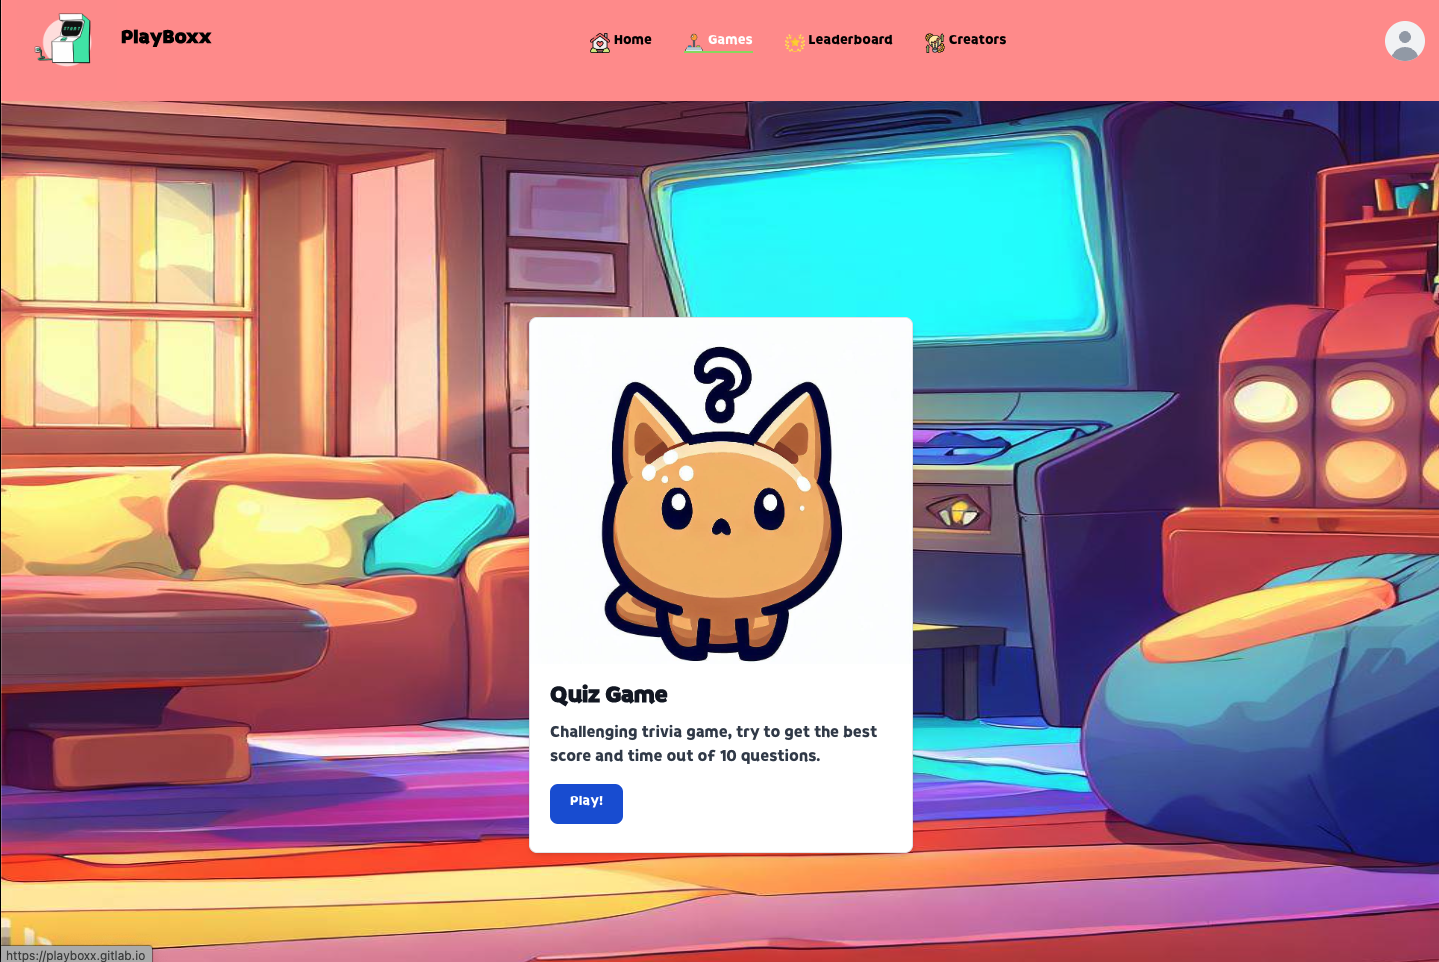 PlayBoxx
Home
Games
Leaderboard
Creators
Quiz Game
Challenging trivia game, try to get the best
score and time out of 10 questions.
Play!
https://playboxx.gitlab.io